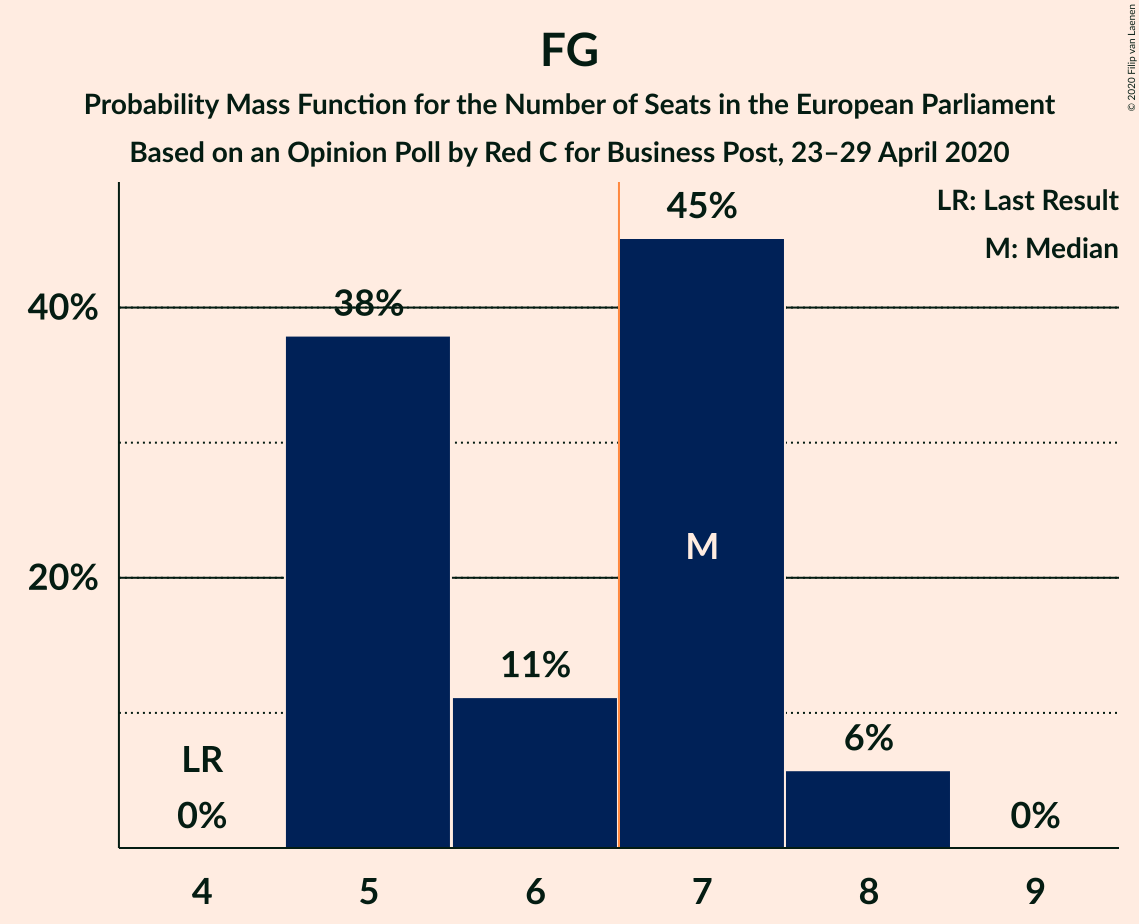 FG
Probability Mass Function for the Number of Seats in the European Parliament
Based on an Opinion Poll by Red C for Business Post, 23–29 April 2020
© 2020 Filip van Laenen
LR: Last Result
M: Median
45%
40%
38%
M
20%
11%
6%
LR
0%
0%
4 5 6 7 8 9